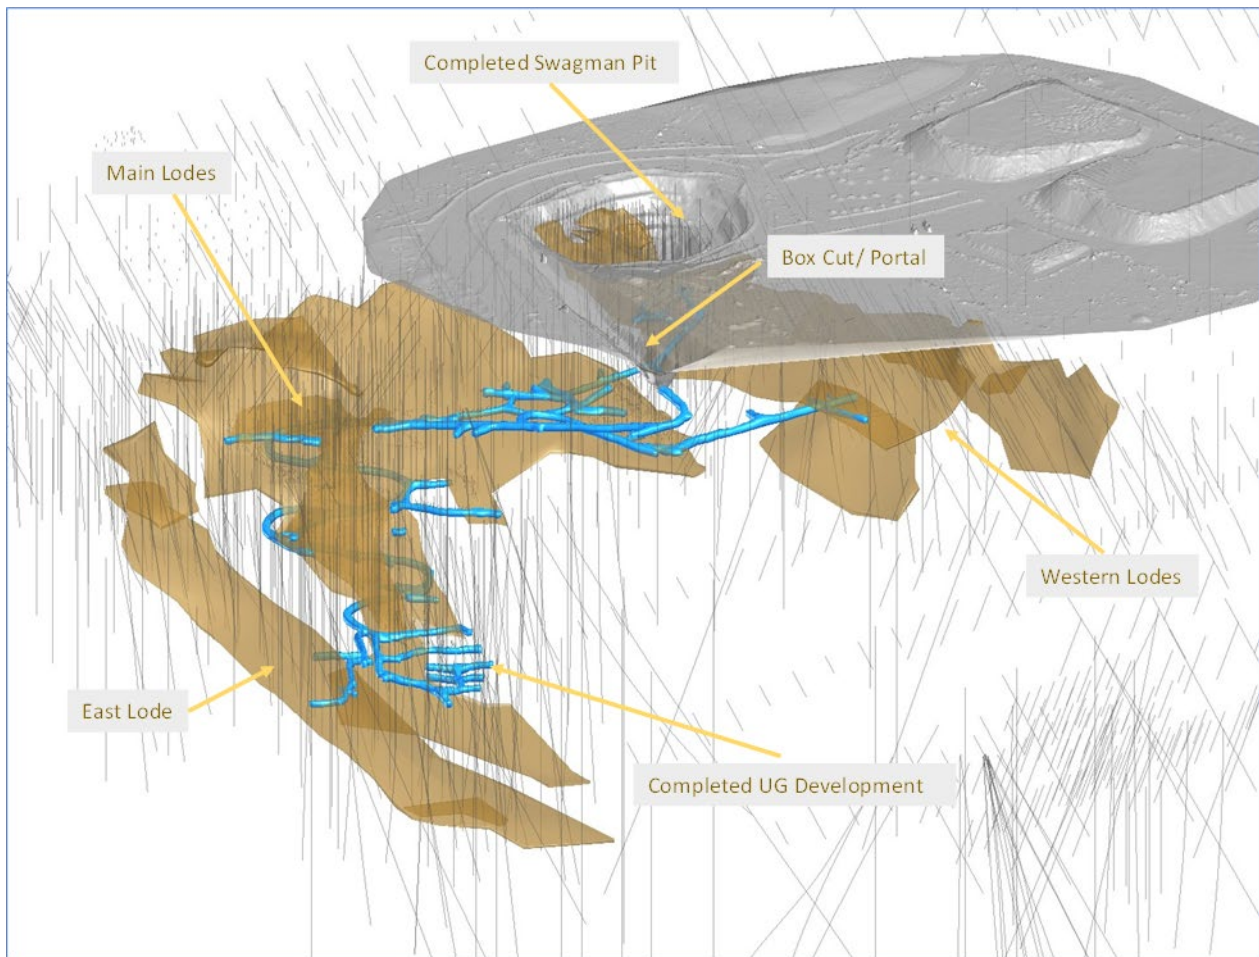 Completed Swagman Pit
Main Lodes
Box Cut/ Portal
Western Lodes
East Lode
Completed UG Development